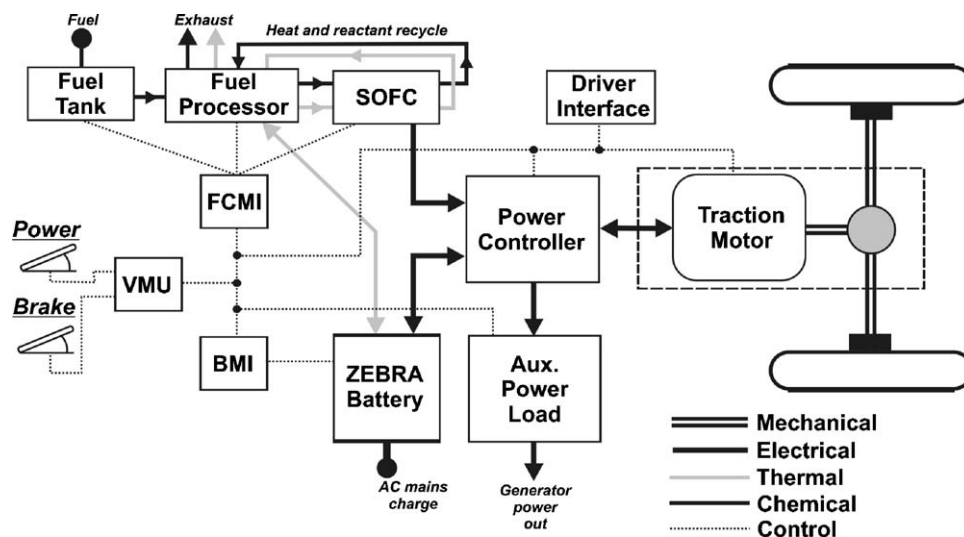 Fuel
Exhaust
Heat and reactant recycle
Fuel
Tank
Fuel
Processor
SOFC
Driver
Interface
FCMI
Power
Controller
Traction
Motor
Power
VMU
Brake
BMI
ZEBRA
Battery
Aux.
Power
Load
AC mains
charge
Generator
power
out
Mechanical
Electrical
Thermal
Chemical
Control